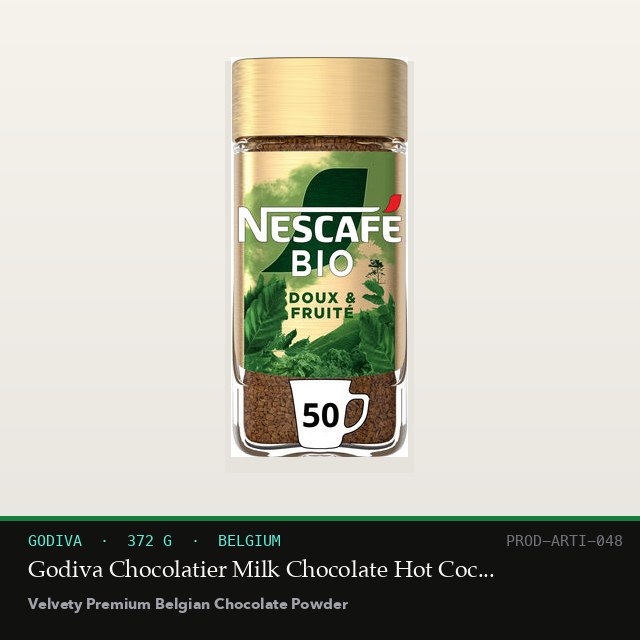 NESCAFÉ
BIO
DOUX &
FRUITÉ
50
GODIVA · 372 G · BELGIUM
PROD–ARTI–048
Godiva Chocolatier Milk Chocolate Hot Coc...
Velvety Premium Belgian Chocolate Powder